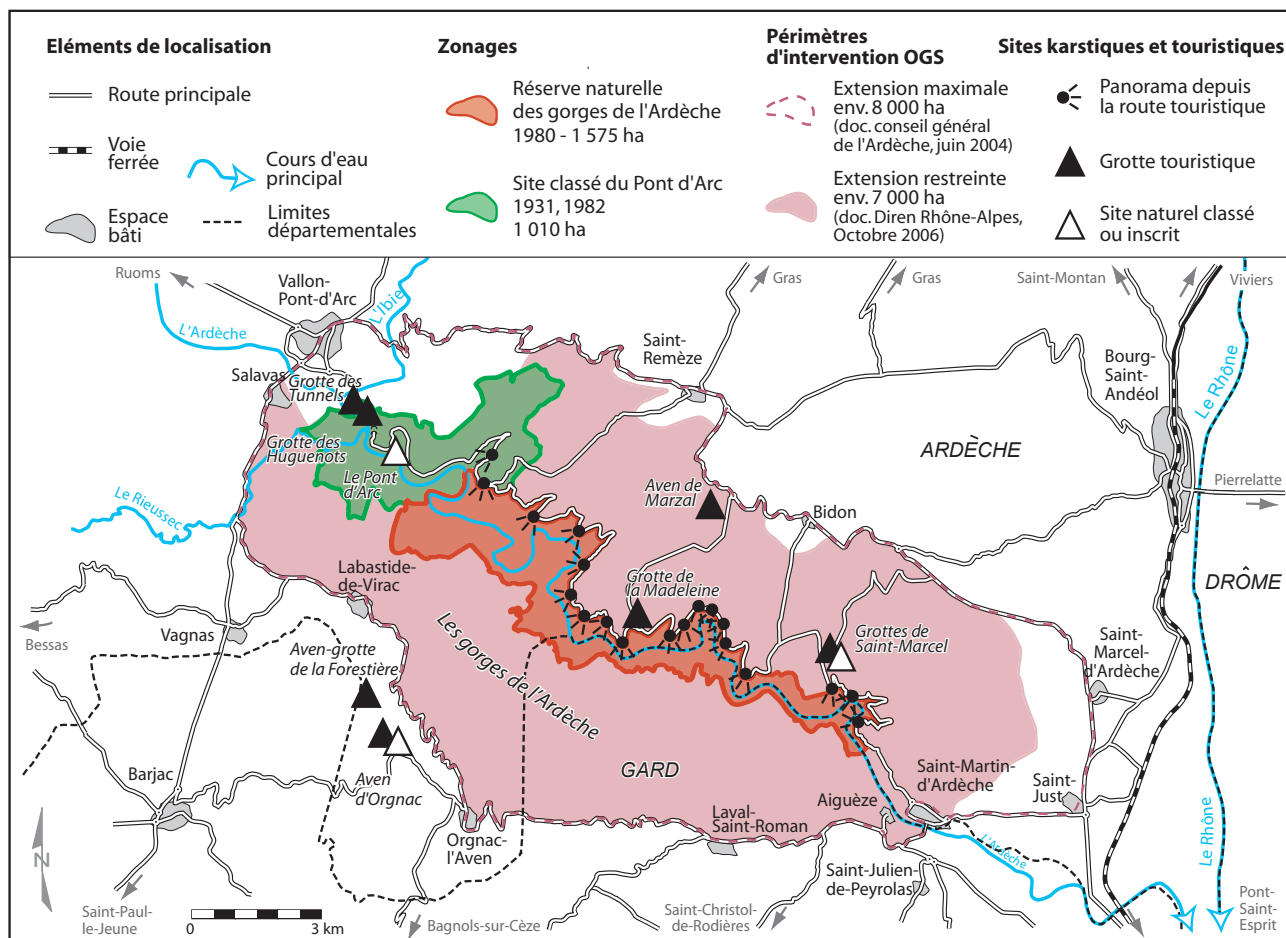 Eléments de localisation
Route principale
Voie
ferrée
Cours d'eau
principal
Espace
bâti
Limites
départementales
Zonages
Réserve naturelle
des gorges de l'Ardèche
1980 - 1 575 ha
Site classé du Pont d'Arc
1931, 1982
1 010 ha
Périmètres
d'intervention OGS
Extension maximale
env. 8 000 ha
(doc. conseil général
de l'Ardèche, juin 2004)
Extension restreinte
env. 7 000 ha
(doc. Diren Rhône-Alpes,
Octobre 2006)
Sites karstiques et touristiques
Panorama depuis
la route touristique
Grotte touristique
Site naturel classé
ou inscrit
Ruoms
Vallon-
Pont-d'Arc
L'Ibie
L'Ardèche
Gras
Gras
Saint-Montan
Viviers
Saint-
Remèze
Bourg-
Saint-
Andéol
Le Rhône
Salavas
Grotte des
Tunnels
Grotte des
Huguenots
Le Pont
d'Arc
ARDÈCHE
Le Rieussec
Aven de
Marzal
Bidon
Pierrelatte
DRÔME
Labastide-
de-Virac
Grotte de
la Madeleine
Vagnas
Bessas
Grottes de
Saint-Marcel
Saint-
Marcel-
d'Ardèche
Aven-grotte
de la Forestière
Les gorges de l'Ardèche
Barjac
Aven
d'Orgnac
GARD
Saint-Martin-
d'Ardèche
Saint-
Just
Aiguèze
Laval-
Saint-Roman
Orgnac-
l'Aven
L'Ardèche
Le Rhône
N
Saint-Julien-
de-Peyrolas
Saint-Paul-
le-Jeune
0 3 km
Bagnols-sur-Cèze
Saint-Christol-
de-Rodières
Pont-
Saint-
Esprit